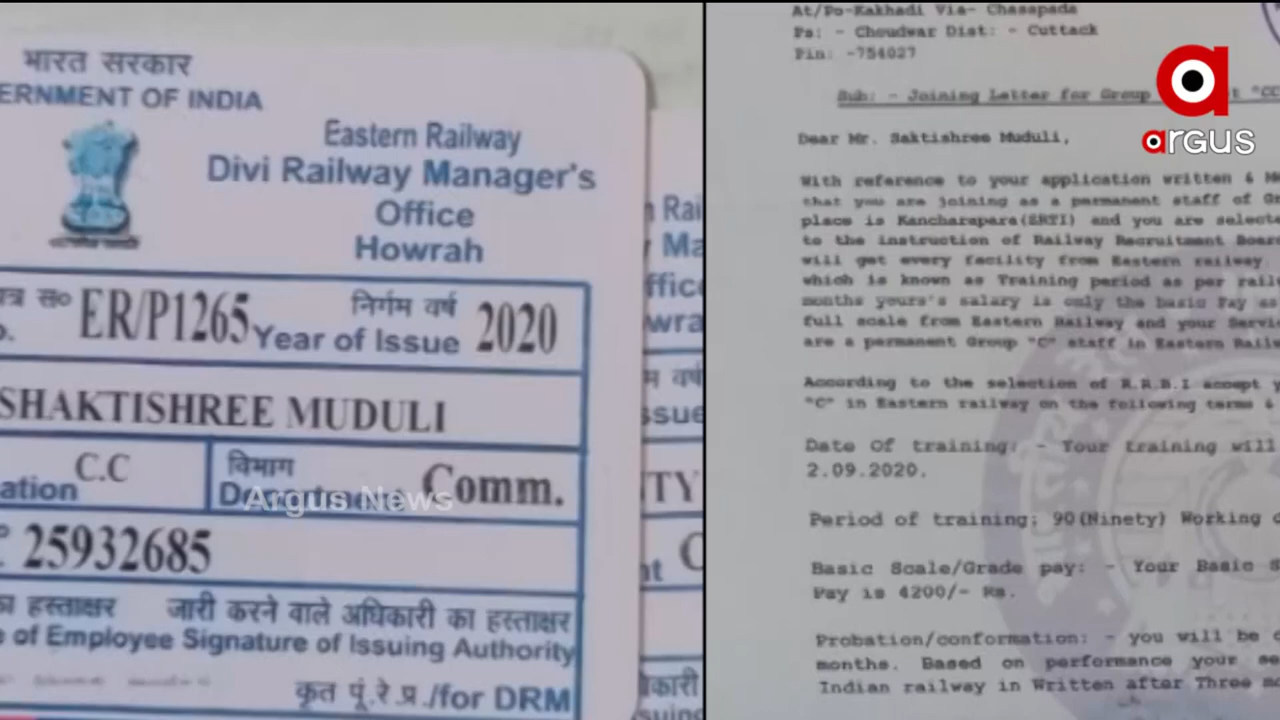 भारत सरकार
ERNMENT OF INDIA
Eastern Railway
Divi Railway Manager's
Office
Howrah
त्र स० ER/P1265 निर्गम वर्ष 2020
Year of Issue
SHAKTISHREE MUDULI
ation C.C विभाग Department Comm.
25932685
का हस्ताक्षर जारी करने वाले अधिकारी का हस्ताक्षर
of Employee Signature of Issuing Authority
कृत पूं.रे.प्र./for DRM
Argus News
At/Po-Kakhadi Via- Chasapada
Ps: - Choudwar Dist: - Cuttack
Pin: -754027
Sub: - Joining Letter for Group "CC
Dear Mr. Saktishree Muduli,
With reference to your application written &
that you are joining as a permanent staff of
place is Kancharapara(ERTI) and you are selecte
to the instruction of Railway Recruitment Board
will get every facility from Eastern railway
which is known as Training period as per rail
months yours's salary is only the basic Pay as
full scale from Eastern Railway and your Servic
are a permanent Group "C" staff in Eastern Railw
According to the selection of R.R.B.I accept y
"C" in Eastern railway on the following terms &
Date Of training: - Your training will
2.09.2020.
Period of training: 90(Ninety) Working
Basic Scale/Grade pay: - Your Basic S
Pay is 4200/- Rs.
Probation/conformation: - you will be
months. Based on performance your se
Indian railway in Written after Three mo
argus